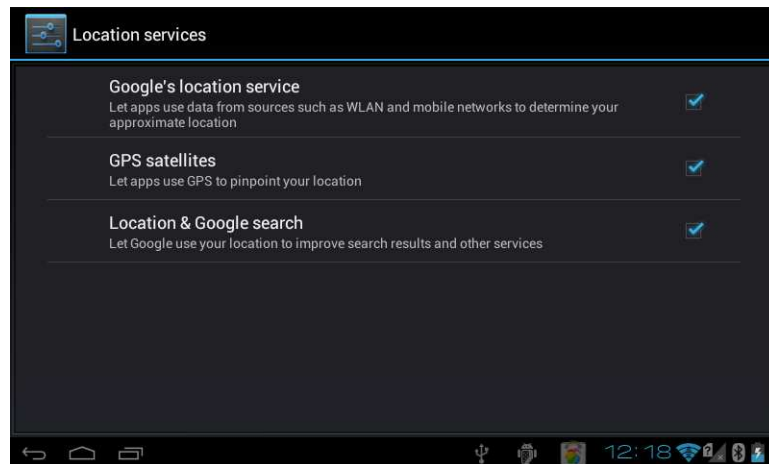 Location services
Google's location service
Let apps use data from sources such as WLAN and mobile networks to determine your
approximate location
GPS satellites
Let apps use GPS to pinpoint your location
Location & Google search
Let Google use your location to improve search results and other services
12:18